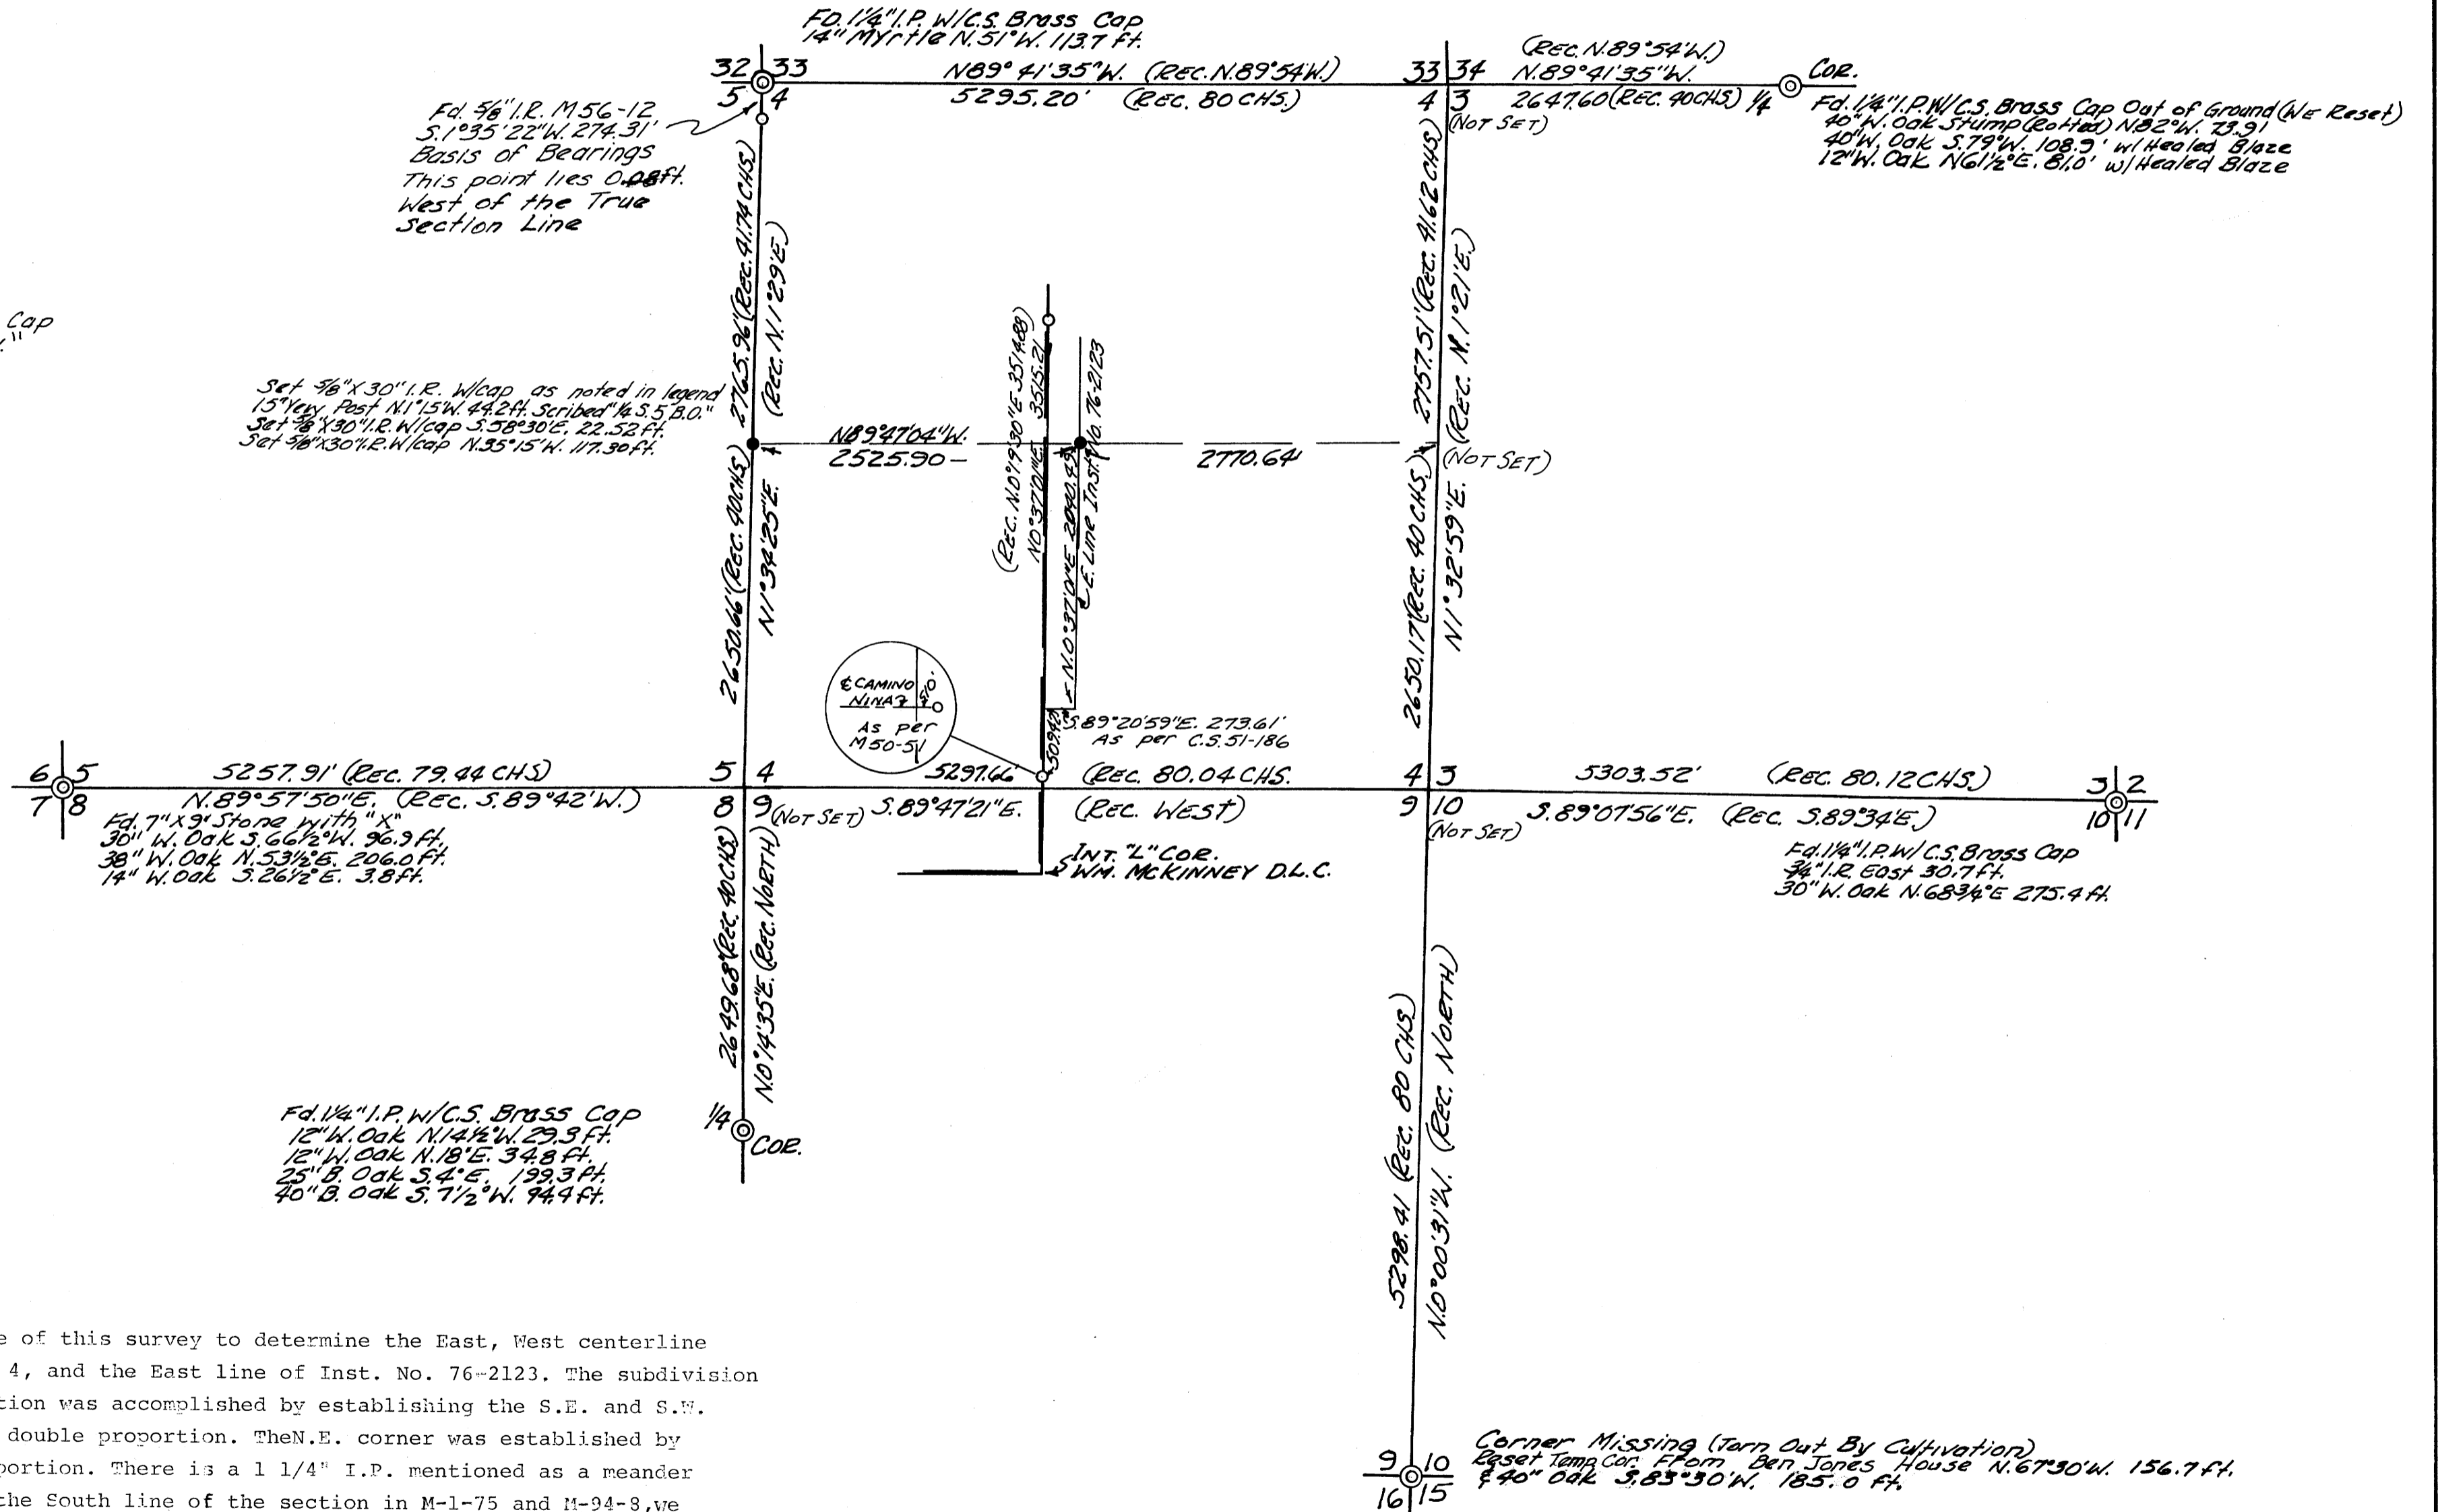 FD. 1¼" I.P. W/C.S. Brass Cap
14" Myrtle N.51°W. 113.7 ft.
32 33
5 4
N89° 41'35"W. (REC. N.89°54'W.)
5295.20' (REC. 80 CHS.)
33 34
4 3
(NOT SET)
(REC. N.89°54'W.)
N.89°41'35"W.
2647.60 (REC. 40CHS.) 1/4
COR.
Fd. 1¼" I.P. W/C.S. Brass Cap Out of Ground (WE Reset)
40" W. Oak Stump (Rotted) N82°W. 73.9'
40" W. Oak S.79°W. 108.9' w/Healed Blaze
12" W. Oak N61½°E. 81.0' w/Healed Blaze
Fd. 5/8" I.R. M56-12
S.1°35'22"W. 274.31'
Basis of Bearings
This point lies 0.08ft.
West of the True
Section Line
2765.96 (REC. 41.74 CHS)
(REC. N.1°29'E.)
2757.51' (REC. 41.62 CHS)
(REC. N.1°21'E.)
Cap
Set 5/8" X 30" I.R. W/cap as noted in legend
15" Yew Post N.1°15'W. 44.2ft. Scribed "1/4 S.5 B.O."
Set 5/8" X 30" I.R. W/cap S.58°30'E. 22.52 ft.
Set 5/8" X 30" I.R. W/cap N.35°15'W. 117.30 ft.
N89°47'04"W.
2525.90
2770.64'
(NOT SET)
(REC. N.0°19'30"E 3514.88)
N0°37'01"E. 3515.21
N.0°37'01"E 2040.49
E. Line Inst. No. 76-2123
2650.66' (REC. 40CHS)
N1°34'25"E.
2650.17' (REC. 40 CHS.)
N1°32'59"E.
℄ CAMINO
NINA
510'
As per
M50-51
509.42'
S.89°20'59"E. 273.61'
As per C.S. 51-186
6 5
7 8
5257.91' (REC. 79.44 CHS)
N.89°57'50"E. (REC. S.89°42'W.)
Fd. 7" X 9" Stone with "X"
30" W. Oak S.66½°W. 96.9 ft.
38" W. Oak N.53½°E. 206.0 ft.
14" W. Oak S.26½°E. 3.8 ft.
5 4
8 9
(NOT SET)
5297.66'
(REC. 80.04 CHS.
S.89°47'21"E.
(REC. WEST)
4 3
9 10
(NOT SET)
5303.52' (REC. 80.12 CHS.)
S.89°07'56"E. (REC. S.89°34'E.)
3 2
10 11
Fd. 1¼" I.P. W/C.S. Brass Cap
¾" I.R. East 30.7 ft.
30" W. Oak N.68¾°E 275.4 ft.
INT. "L" COR.
WM. MCKINNEY D.L.C.
2649.68' (REC. 40CHS)
N.0°14'35"E. (REC. NORTH)
1/4
COR.
Fd. 1¼" I.P. W/C.S. Brass Cap
12" W. Oak N.14½°W. 29.3 ft.
12" W. Oak N.18°E. 34.8 ft.
25" B. Oak S.4°E. 199.3 ft.
40" B. Oak S.7½°W. 94.4 ft.
5298.41 (REC. 80 CHS)
N.0°00'31"W. (REC. NORTH)
9 10
16 15
Corner Missing (Torn Out By Cultivation)
Reset Temp Cor. From Ben Jones House N.67°30'W. 156.7 ft.
& 40" Oak S.83°30'W. 185.0 ft.
e of this survey to determine the East, West centerline
4, and the East line of Inst. No. 76-2123. The subdivision
tion was accomplished by establishing the S.E. and S.W.
double proportion. TheN.E. corner was established by
portion. There is a 1 1/4" I.P. mentioned as a meander
the South line of the section in M-1-75 and M-94-8,we